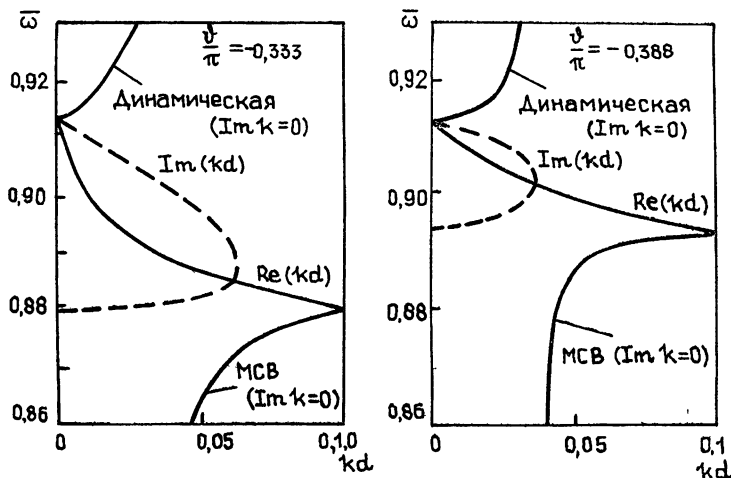 ω̅
ϑ/π = -0,333
0,92
Динамическая
(Im k=0)
Im(kd)
0,90
Re(kd)
0,88
МСВ
(Im k=0)
0,86
0
0,05
0,1,0
kd
ω̅
ϑ/π = -0,388
0,92
Динамическая
(Im k=0)
Im(kd)
0,90
Re(kd)
0,88
МСВ (Im k=0)
0,86
0
0,05
0,1
kd